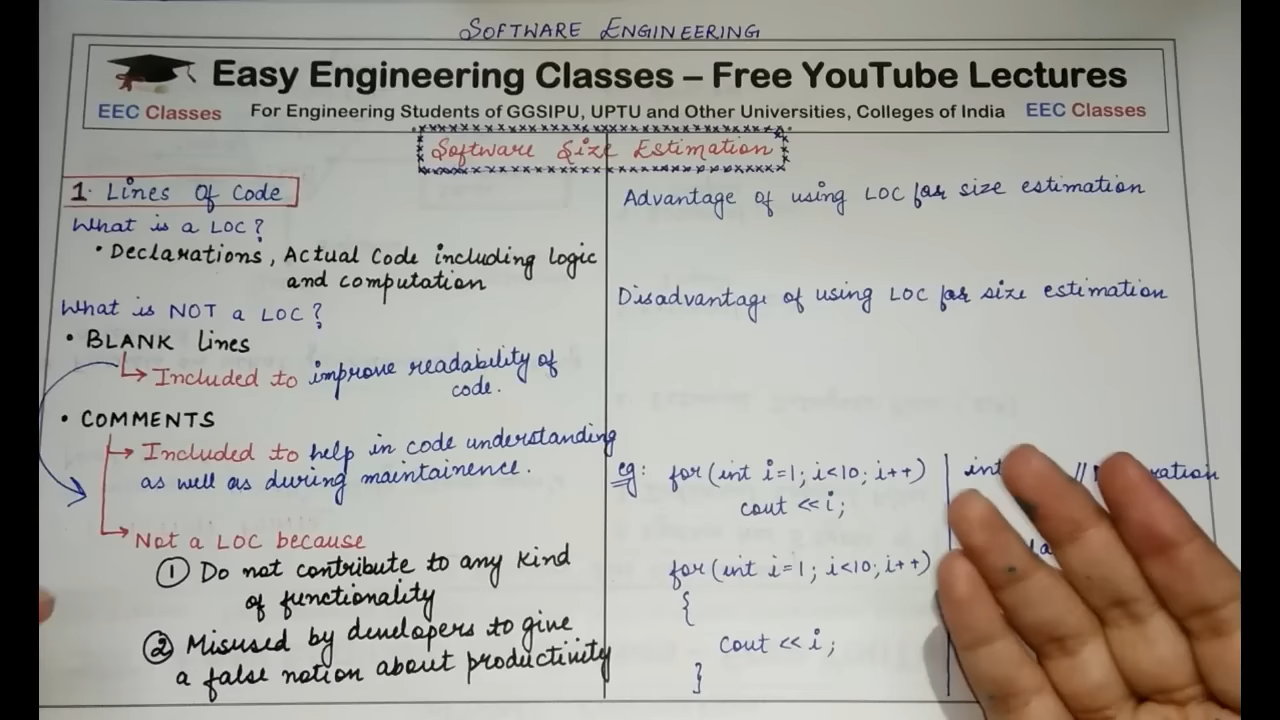 SOFTWARE ENGINEERING
Easy Engineering Classes – Free YouTube Lectures
EEC Classes For Engineering Students of GGSIPU, UPTU and Other Universities, Colleges of India EEC Classes
Software Size Estimation
1. Lines Of Code
What is a LOC?
• Declarations, Actual Code including logic
and computation
What is NOT a LOC?
• BLANK lines
→ Included to improve readability of
code.
• COMMENTS
→ Included to help in code understanding
as well as during maintainence.
→ Not a LOC because
① Do not contribute to any kind
of functionality
② Misused by developers to give
a false notion about productivity
Advantage of using LOC for size estimation
Disadvantage of using LOC for size estimation
eg: for (int i=1; i<10; i++)
cout << i;
for (int i=1; i<10; i++)
{
cout << i;
}
int //